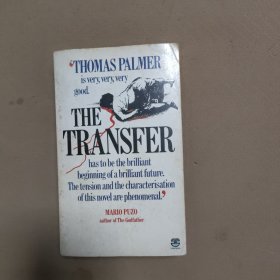 'THOMAS PALMER
is very, very, very
good.
THE
TRANSFER
has to be the brilliant
beginning of a brilliant future.
The tension and the characterisation
of this novel are phenomenal.'
MARIO PUZO
author of The Godfather